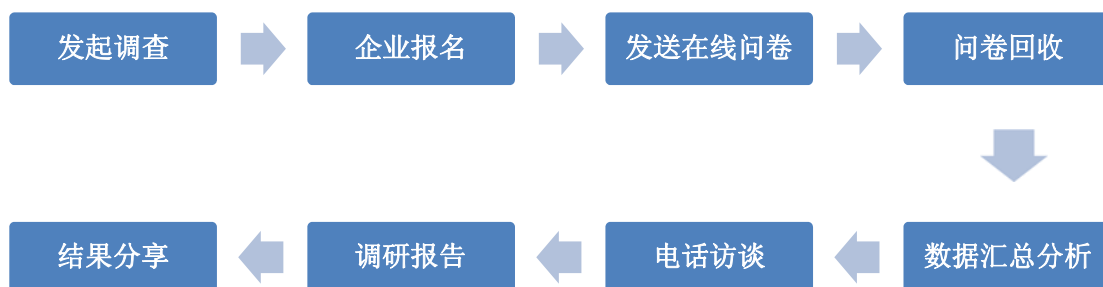 发起调查
企业报名
发送在线问卷
问卷回收
数据汇总分析
电话访谈
调研报告
结果分享